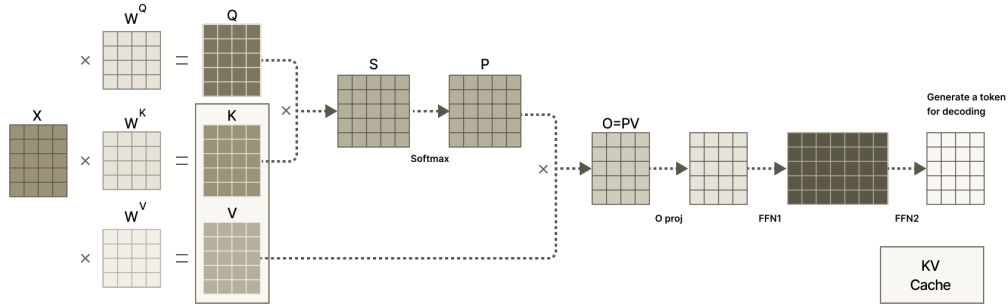 W^Q
Q
×
=
S
P
Generate a token
for decoding
X
W^K
K
×
O=PV
×
=
Softmax
×
W^V
V
O proj
FFN1
FFN2
×
=
KV
Cache